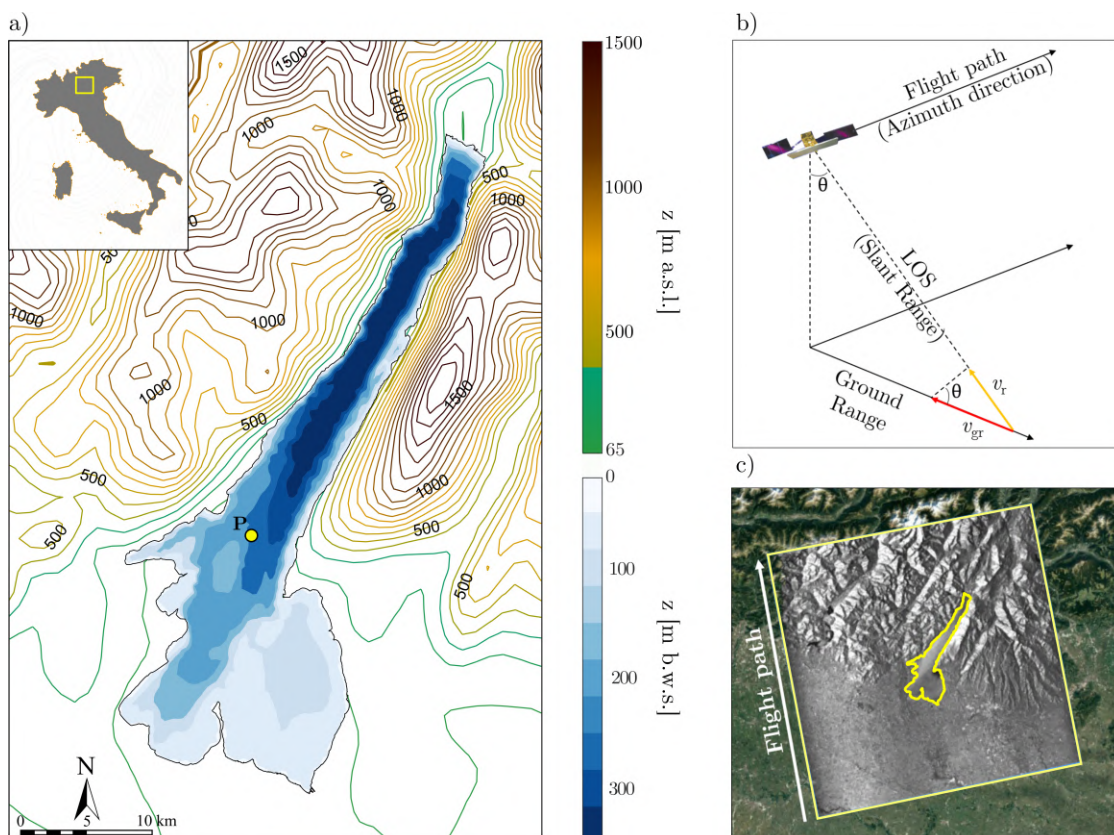 a)
1000
1500
1000
500
1000
1000
1000
1000
1000
1500
500
500
1000
500
500
500
P
N
0 5 10 km
1500
1000
500
65
z [m a.s.l.]
0
100
200
300
z [m b.w.s.]
b)
Flight path
(Azimuth direction)
θ
LOS
(Slant Range)
Ground
Range
θ
v_r
v_gr
c)
Flight path